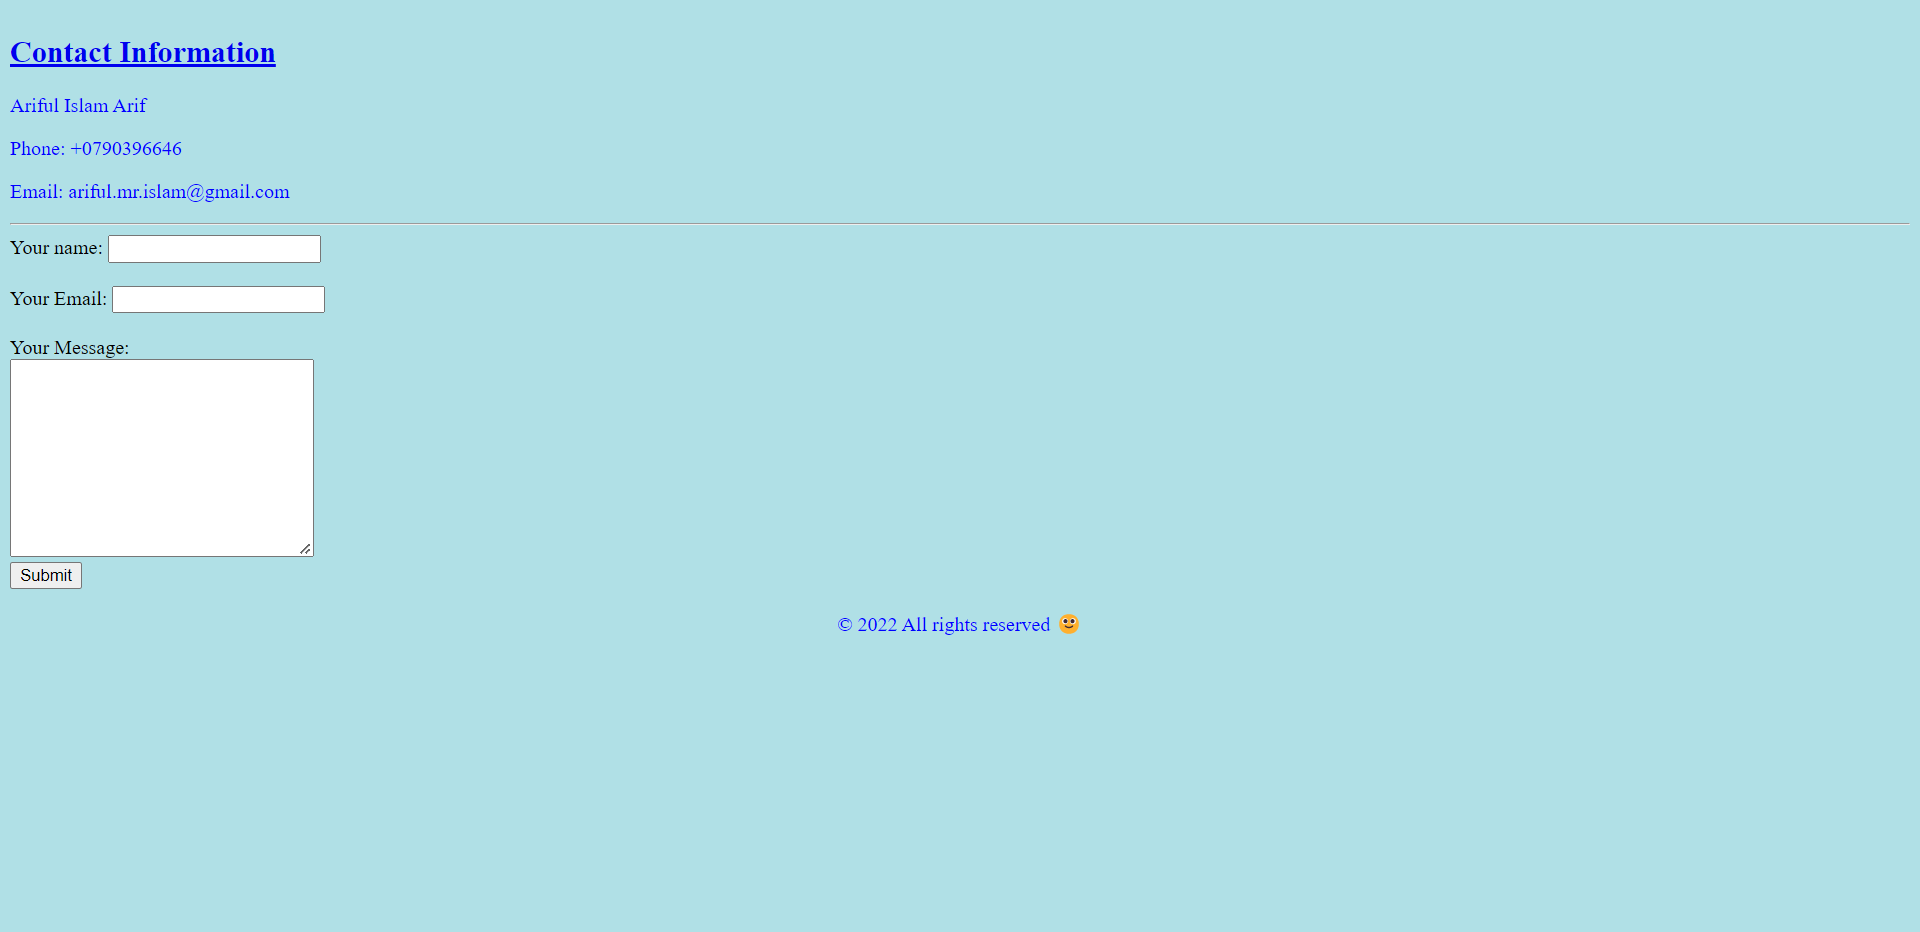 Contact Information
Ariful Islam Arif
Phone: +0790396646
Email: ariful.mr.islam@gmail.com
Your name:
Your Email:
Your Message:
Submit
© 2022 All rights reserved 🙂